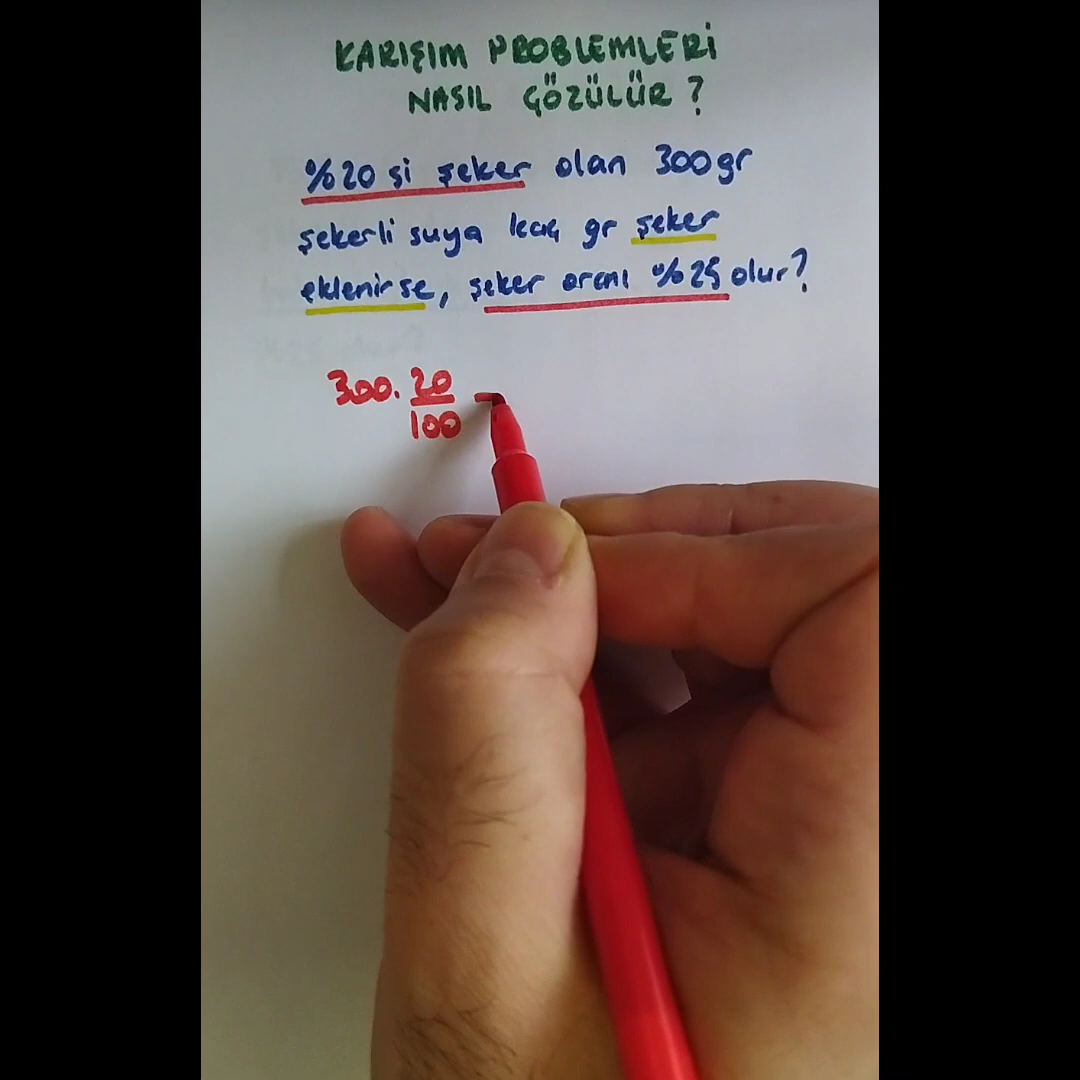 KARIŞIM PROBLEMLERİ
NASIL ÇÖZÜLÜR ?
%20 si şeker olan 300gr
şekerli suya kaç gr şeker
eklenirse, şeker oranı %25 olur?
300. 20/100 -